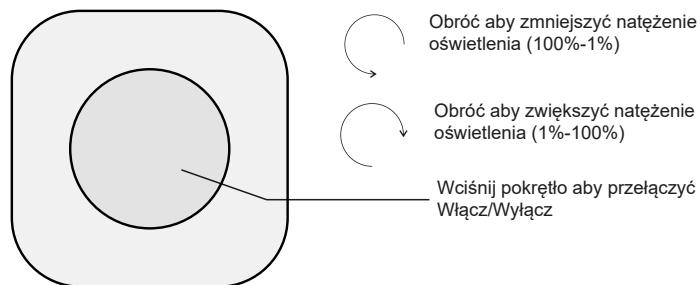 Obróć aby zmniejszyć natężenie
oświetlenia (100%-1%)
Obróć aby zwiększyć natężenie
oświetlenia (1%-100%)
Wciśnij pokrętło aby przełączyć
Włącz/Wyłącz